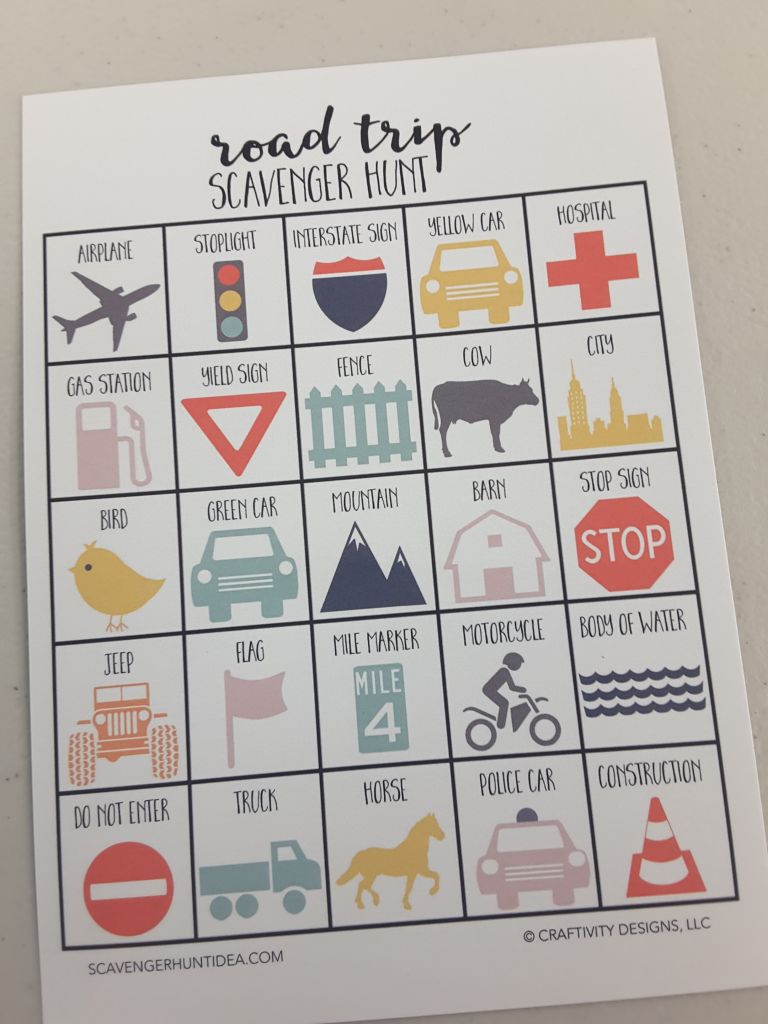 road trip
SCAVENGER HUNT
AIRPLANE
STOPLIGHT
INTERSTATE SIGN
YELLOW CAR
HOSPITAL
GAS STATION
YIELD SIGN
FENCE
COW
CITY
BIRD
GREEN CAR
MOUNTAIN
BARN
STOP SIGN
STOP
JEEP
FLAG
MILE MARKER
MILE
4
MOTORCYCLE
BODY OF WATER
DO NOT ENTER
TRUCK
HORSE
POLICE CAR
CONSTRUCTION
SCAVENGERHUNTIDEA.COM
© CRAFTIVITY DESIGNS, LLC